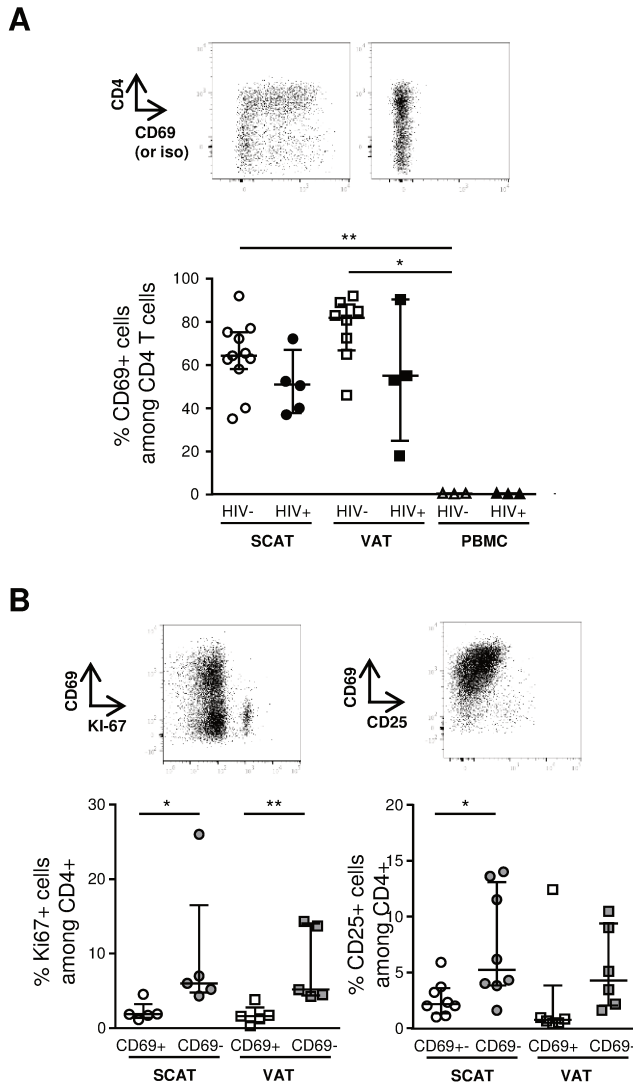 A
CD4
CD69
(or iso)
**
*
% CD69+ cells
among CD4 T cells
100
80
60
40
20
0
HIV- HIV+ HIV- HIV+ HIV- HIV+
SCAT VAT PBMC
B
CD69
KI-67
CD69
CD25
% Ki67+ cells
among CD4+
30
20
10
0
* **
CD69+ CD69- CD69+ CD69-
SCAT VAT
% CD25+ cells
among CD4+
20
15
10
5
0
*
CD69+- CD69- CD69+ CD69-
SCAT VAT